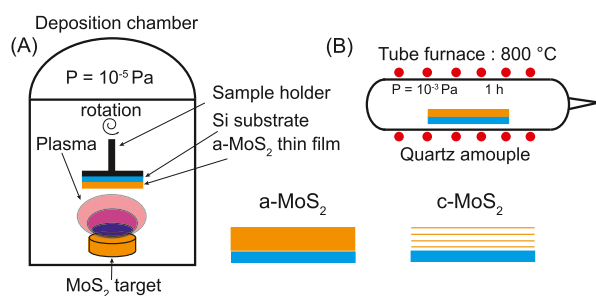 Deposition chamber
(A)
P = 10⁻⁵ Pa
rotation
Plasma
Sample holder
Si substrate
a-MoS₂ thin film
MoS₂ target
(B)
Tube furnace : 800 °C
P = 10⁻³ Pa 1 h
Quartz amouple
a-MoS₂
c-MoS₂